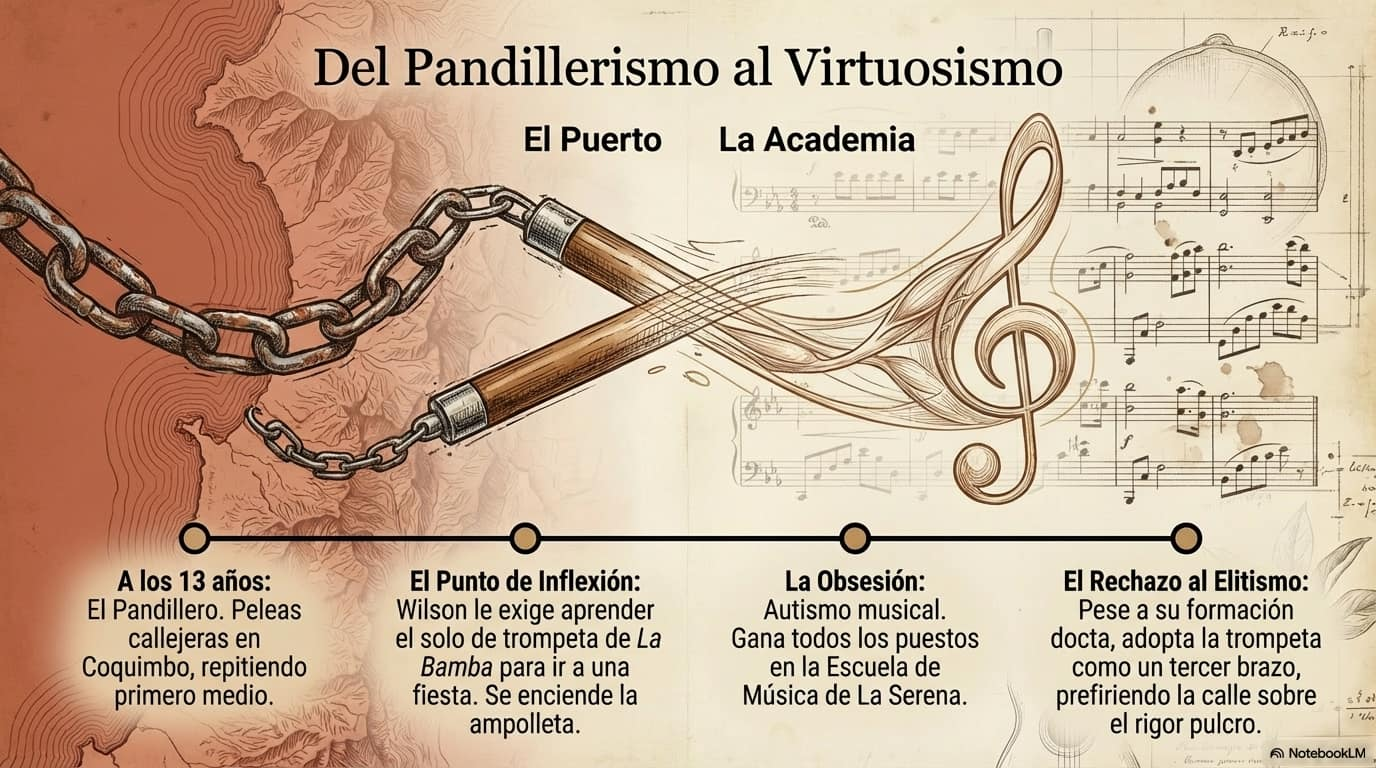 Del Pandillerismo al Virtuosismo
El Puerto
La Academia
A los 13 años:
El Pandillero. Peleas
callejeras en
Coquimbo, repitiendo
primero medio.
El Punto de Inflexión:
Wilson le exige aprender
el solo de trompeta de La
Bamba para ir a una
fiesta. Se enciende la
ampolleta.
La Obsesión:
Autismo musical.
Gana todos los puestos
en la Escuela de
Música de La Serena.
El Rechazo al Elitismo:
Pese a su formación
docta, adopta la trompeta
como un tercer brazo,
prefiriendo la calle sobre
el rigor pulcro.
NotebookLM